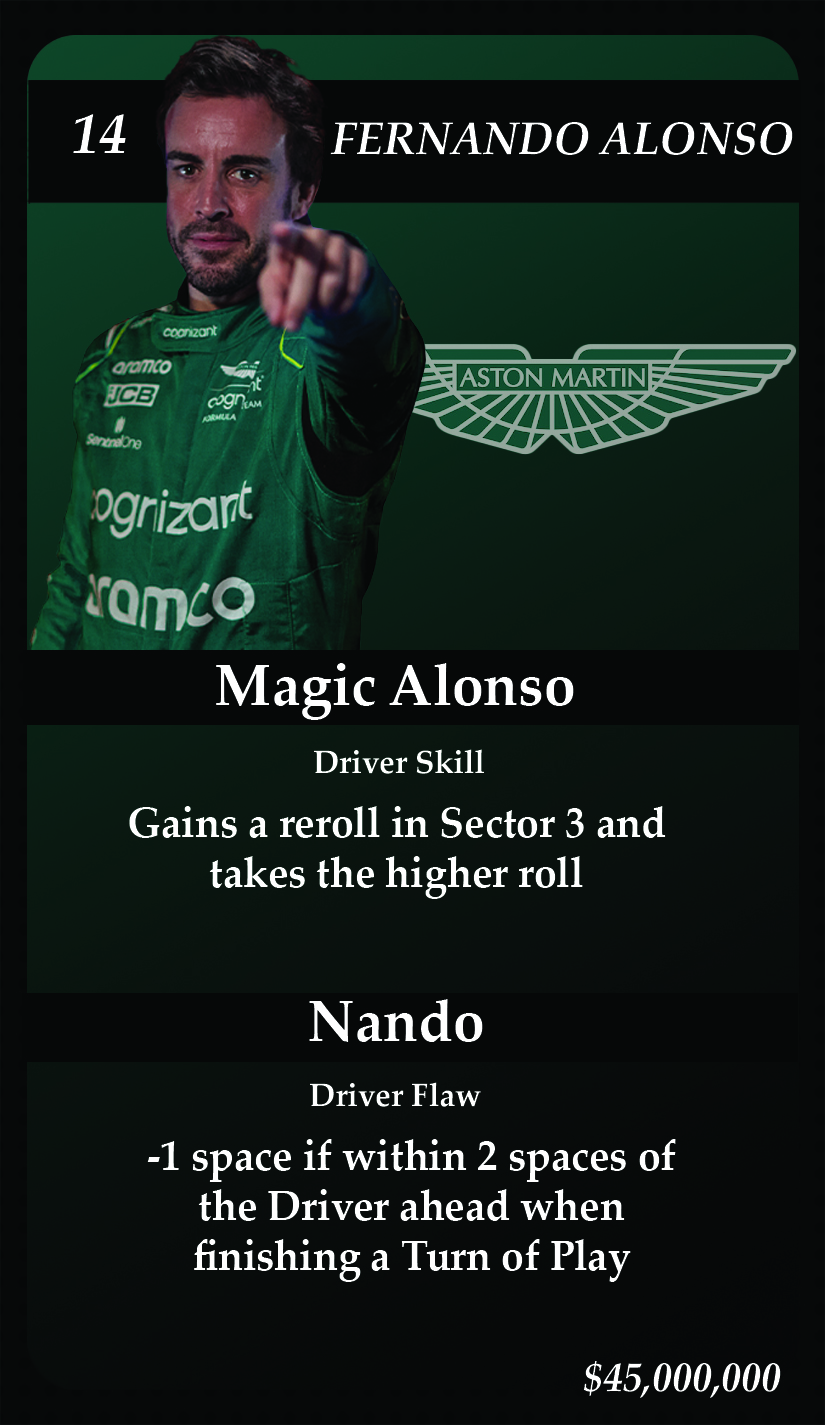 14
FERNANDO ALONSO
cognizant
aramco
JCB
SentinelOne
cogn
TEAM
FORMULA
ASTON MARTIN
cognizant
aramco
Magic Alonso
Driver Skill
Gains a reroll in Sector 3 and
takes the higher roll
Nando
Driver Flaw
-1 space if within 2 spaces of
the Driver ahead when
finishing a Turn of Play
$45,000,000